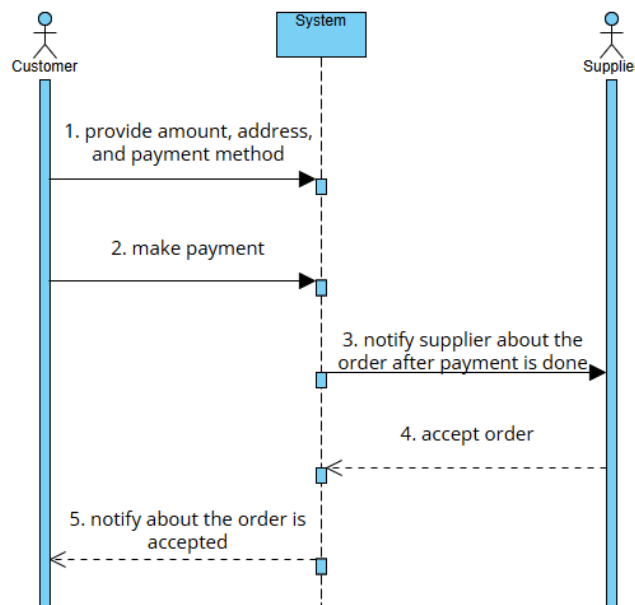 System
Customer
Supplier
1. provide amount, address,
and payment method
2. make payment
3. notify supplier about the
order after payment is done
4. accept order
5. notify about the order is
accepted